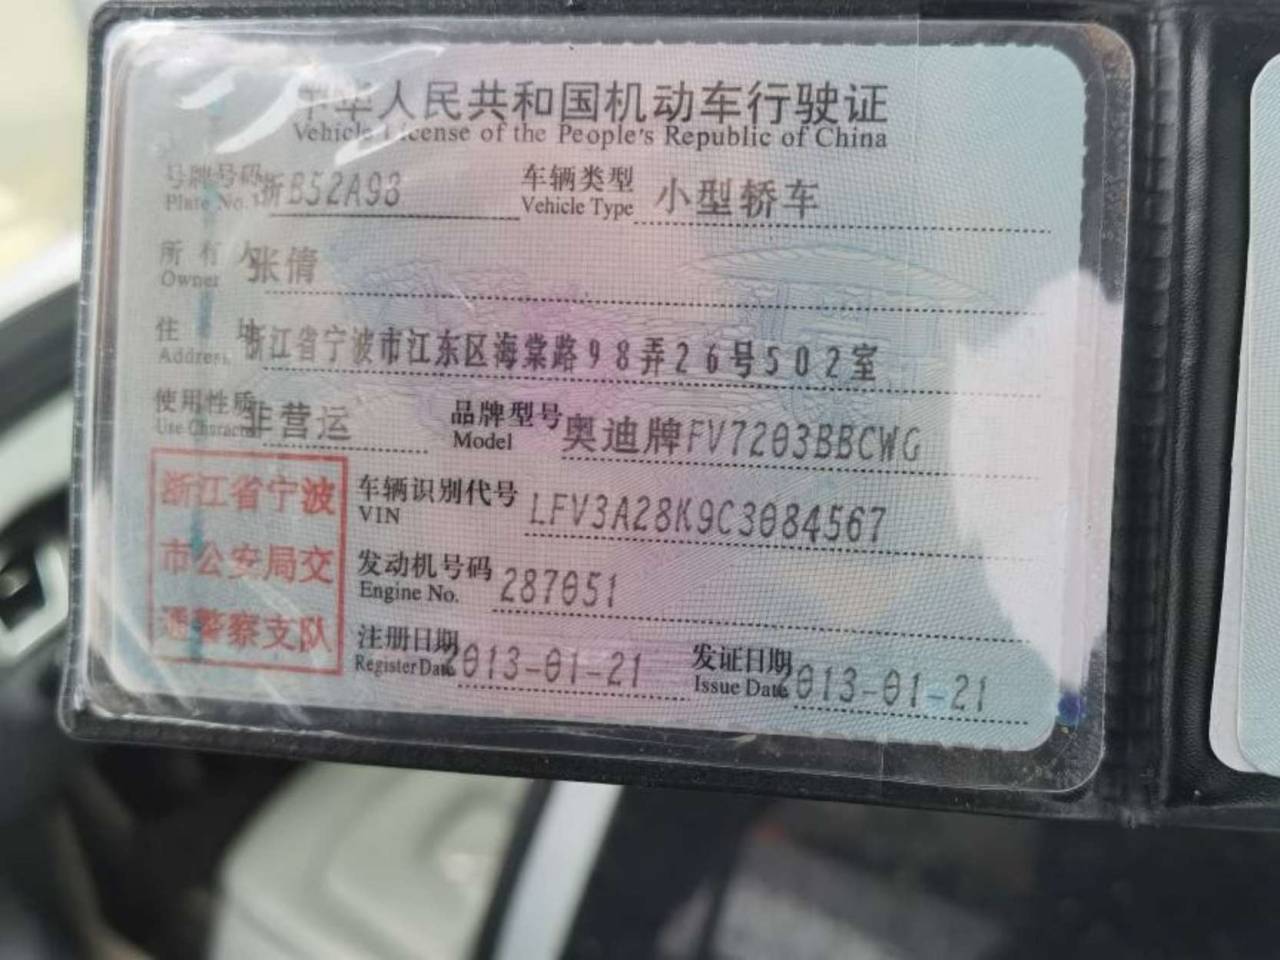 中华人民共和国机动车行驶证
Vehicle License of the People's Republic of China
号牌号码 浙B52A98 车辆类型 小型轿车
Plate No. Vehicle Type
所有人 张倩
Owner
住址 浙江省宁波市江东区海棠路98弄26号502室
Address
使用性质 非营运 品牌型号 奥迪牌FV7203BBCWG
Use Character Model
浙江省宁波
市公安局交
通警察支队
车辆识别代号 LFV3A28K9C3084567
VIN
发动机号码 287051
Engine No.
注册日期 2013-01-21 发证日期 2013-01-21
Register Date Issue Date